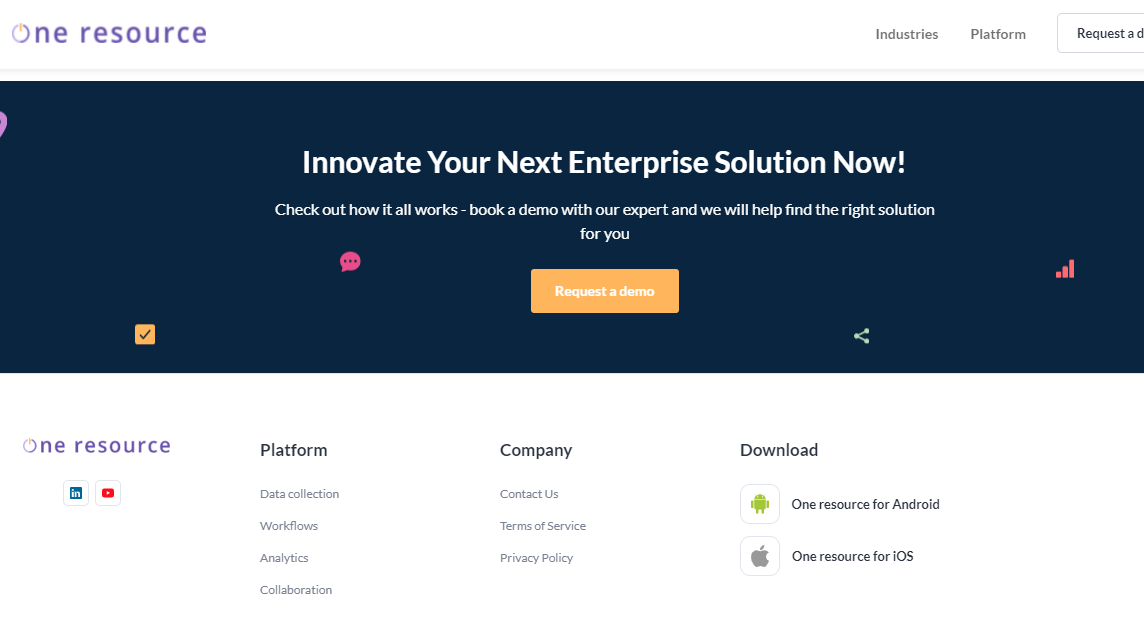 One resource
Industries
Platform
Request a d
Innovate Your Next Enterprise Solution Now!
Check out how it all works - book a demo with our expert and we will help find the right solution
for you
Request a demo
One resource
in
Platform
Data collection
Workflows
Analytics
Collaboration
Company
Contact Us
Terms of Service
Privacy Policy
Download
One resource for Android
One resource for iOS